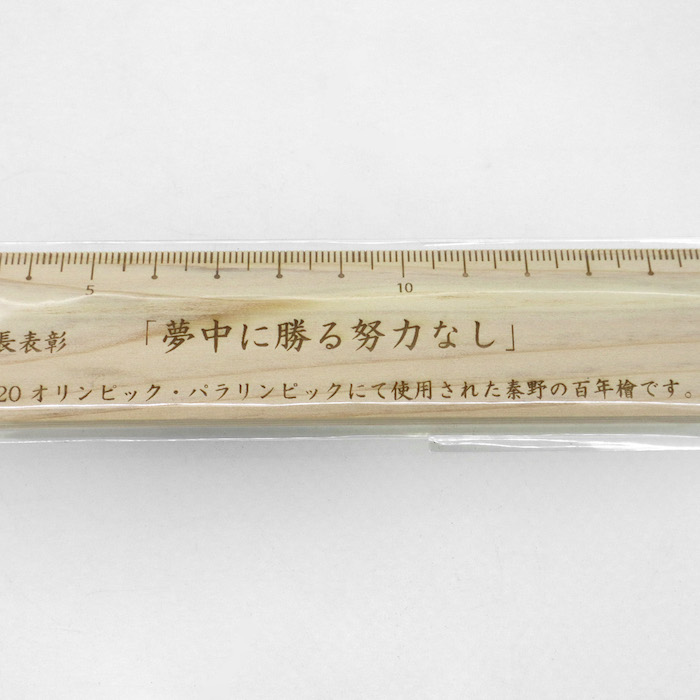 5 10
長表彰 「夢中に勝る努力なし」
20 オリンピック・パラリンピックにて使用された秦野の百年檜です。